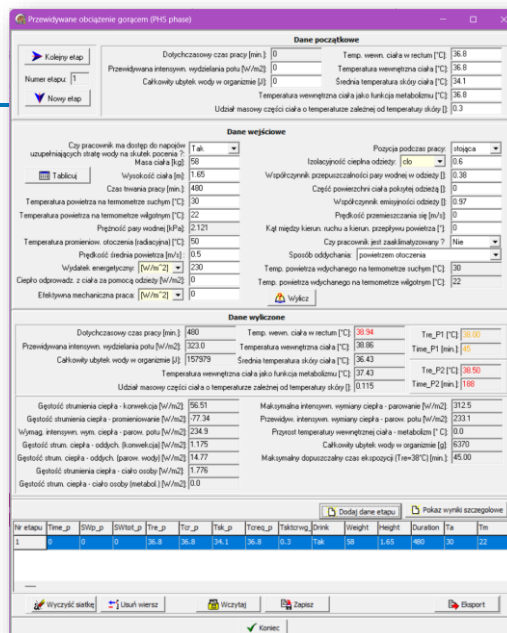 Przewidywane obciążenie gorącem (PHS phase)
Dane początkowe
Kolejny etap
Numer etapu: 1
Nowy etap
Dotychczasowy czas pracy [min.]: 0
Przewidywana intensywn. wydzielania potu [W/m2] 0
Całkowity ubytek wody w organizmie [J]: 0
Temp. wewn. ciała w rectum [°C]: 36.8
Temperatura wewnętrzna ciała [°C]: 36.8
Średnia temperatura skóry ciała [°C]: 34.1
Temperatura wewnętrzna ciała jako funkcja metabolizmu [°C]: 36.8
Udział masowy części ciała o temperaturze zależnej od temperatury skóry []: 0.3
Dane wejściowe
Czy pracownik ma dostęp do napojów
uzupełniających stratę wody na skutek pocenia ?: Tak
Masa ciała [kg]: 58
Tablicuj
Wysokość ciała [m]: 1.65
Czas trwania pracy [min.]: 480
Temperatura powietrza na termometrze suchym [°C]: 30
Temperatura powietrza na termometrze wilgotnym [°C]: 22
Prężność pary wodnej [kPa]: 2.121
Temperatura promieniow. otoczenia (radiacyjna) [°C]: 50
Prędkość średnia powietrza [m/s] : 0.5
Wydatek energetyczny: [W/m^2] 230
Ciepło odprowadz. z ciała za pomocą odzieży [W/m2]: 0
Efektywna mechaniczna praca: [W/m^2] 0
Pozycja podczas pracy: stojąca
Izolacyjność cieplna odzieży: clo 0.6
Współczynnik przepuszczalności pary wodnej w odzieży []: 0.38
Część powierzchni ciała pokrytej odzieżą []: 0
Współczynnik emisyjności odzieży []: 0.97
Prędkość przemieszczania się [m/s]: 0
Kąt między kierun. ruchu a kierun. przepływu powietrza [°]: 0
Czy pracownik jest zaaklimatyzowany ? Nie
Sposób oddychania: powietrzem otoczenia
Temp. powietrza wdychanego na termometrze suchym [°C]: 30
Temp. powietrza wdychanego na termometrze wilgotnym [°C]: 22
Wylicz
Dane wyliczone
Dotychczasowy czas pracy [min.]: 480
Przewidywana intensywn. wydzielania potu [W/m2]: 323.0
Całkowity ubytek wody w organizmie [J]: 157979
Temp. wewn. ciała w rectum [°C]: 38.94
Temperatura wewnętrzna ciała [°C]: 38.86
Średnia temperatura skóry ciała [°C]: 36.43
Temperatura wewnętrzna ciała jako funkcja metabolizmu [°C]: 37.43
Udział masowy części ciała o temperaturze zależnej od temperatury skóry []: 0.115
Tre_P1 [°C]: 38.00
Time_P1 [min.]: 45
Tre_P2 [°C]: 38.50
Time_P2 [min.]: 188
Gęstość strumienia ciepła - konwekcja [W/m2]: 56.51
Gęstość strumienia ciepła - promieniowanie [W/m2]: -77.34
Wymag. intensywn. wym ciepła - parow. potu [W/m2]: 234.9
Gęstość strum. ciepła - oddych. (konwekcja) [W/m2]: 1.175
Gęstość strum. ciepła - oddych. (parow. wody) [W/m2]: 14.77
Gęstość strumienia ciepła - ciało osoby [W/m2]: 1.776
Gęstość strum. ciepła - ciało osoby (metabol.) [W/m2]: 0.0
Maksymalna intensywn. wymiany ciepła - parowanie [W/m2]: 312.5
Przewidyw. intensywn. wymiany ciepła - parow. potu [W/m2]: 233.1
Przyrost temperatury wewnętrznej ciała - metabolizm [° C]: 0.0
Całkowity ubytek wody w organizmie [g]: 6370
Maksymalny dopuszczalny czas ekspozycji (Tre=38°C) [min.]: 45.00
Dodaj dane etapu
Pokaz wyniki szczegołowe
Nr etapu Time_p SWp_p SWtot_p Tre_p Tcr_p Tsk_p Tcreq_p Tsktcrwg_ Drink Weight Height Duration Ta Tm
1 0 0 0 36.8 36.8 34.1 36.8 0.3 Tak 58 1.65 480 30 22
Wyczyść siatkę
Usuń wiersz
Wczytaj
Zapisz
Eksport
Koniec